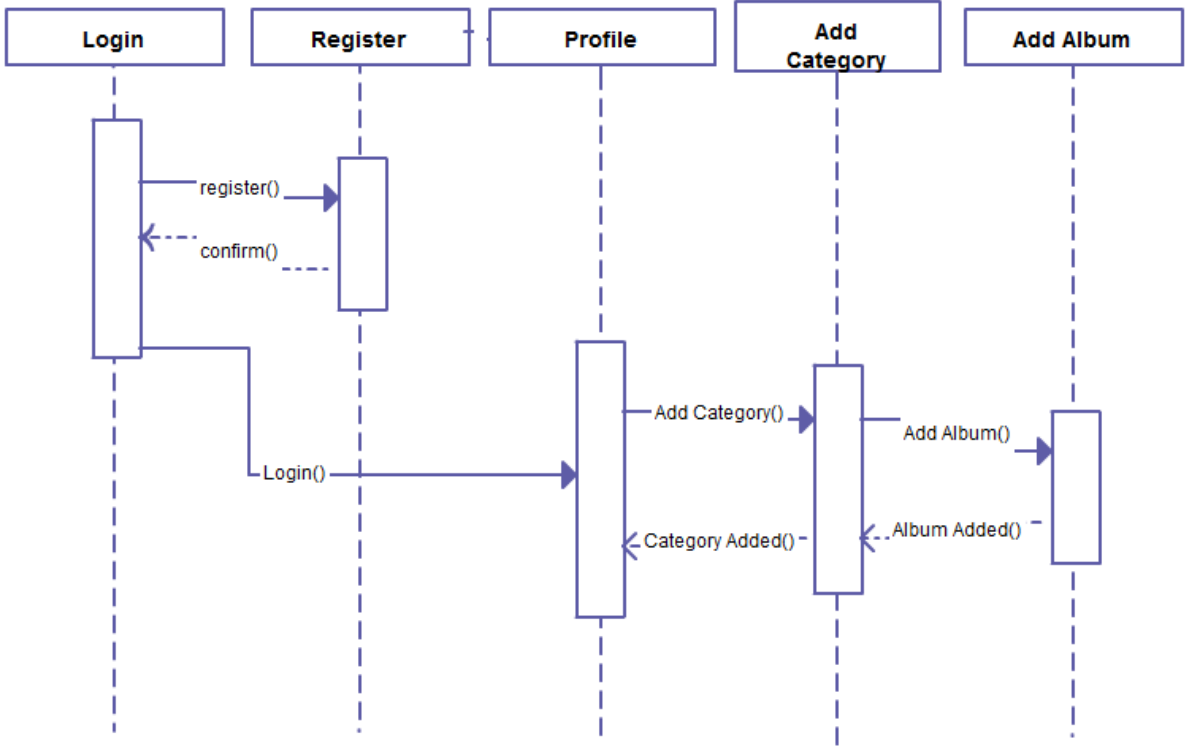 Login
Register
Profile
Add
Category
Add Album
register()
confirm()
Add Category()
Add Album()
Login()
Category Added()
Album Added()